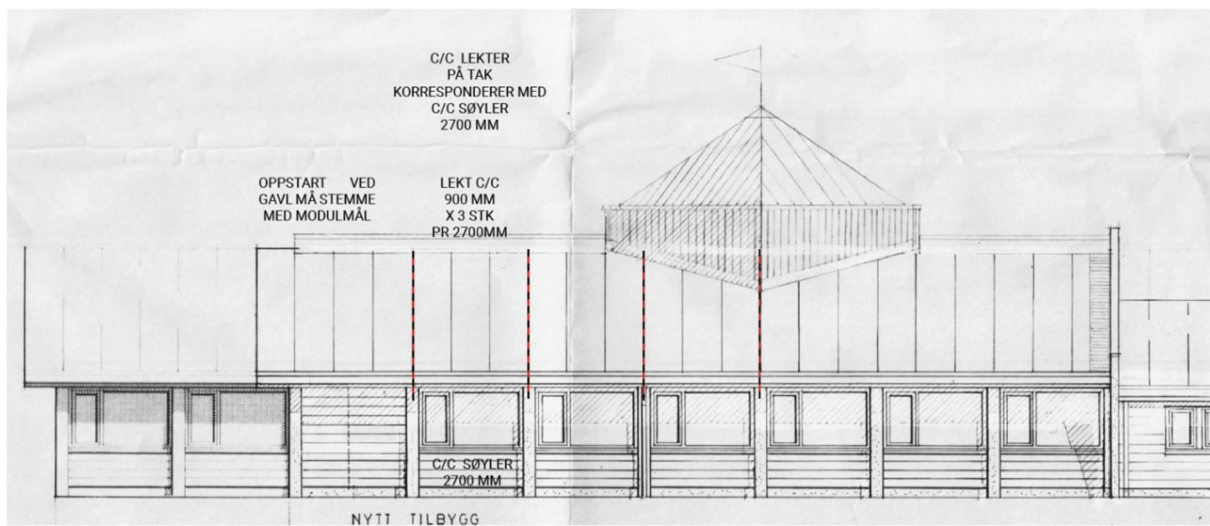 C/C LEKTER
PÅ TAK
KORRESPONDERER MED
C/C SØYLER
2700 MM
OPPSTART VED
GAVL MÅ STEMME
MED MODULMÅL
LEKT C/C
900 MM
X 3 STK
PR 2700MM
C/C SØYLER
2700 MM
NYTT TILBYGG